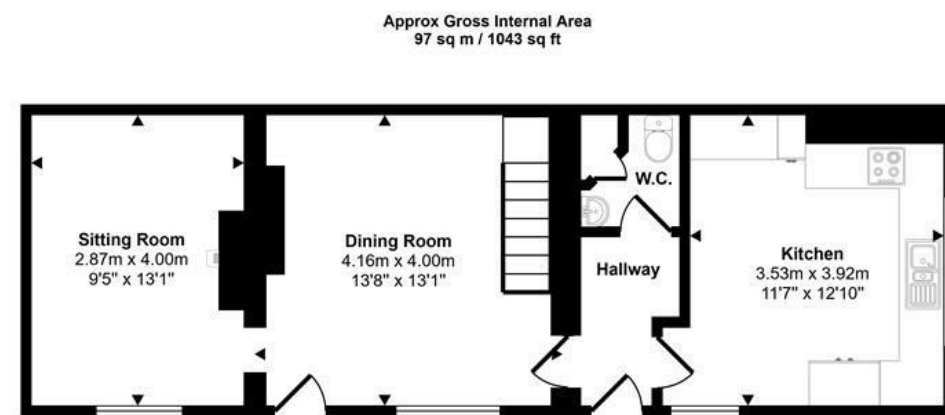 Approx Gross Internal Area
97 sq m / 1043 sq ft
Sitting Room
2.87m x 4.00m
9'5" x 13'1"
Dining Room
4.16m x 4.00m
13'8" x 13'1"
W.C.
Hallway
Kitchen
3.53m x 3.92m
11'7" x 12'10"